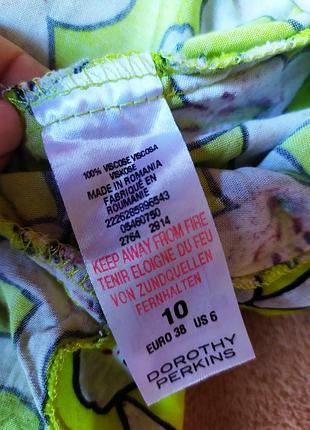 100% VISCOSE VISCOSA
VISKOSE
MADE IN ROMANIA
FABRIQUE EN
ROUMANIE
2226285996543
05460750
2764 2914
KEEP AWAY FROM FIRE
TENIR ELOIGNE DU FEU
VON ZUNDQUELLEN
FERNHALTEN
10
EURO 38 US 6
DOROTHY
PERKINS